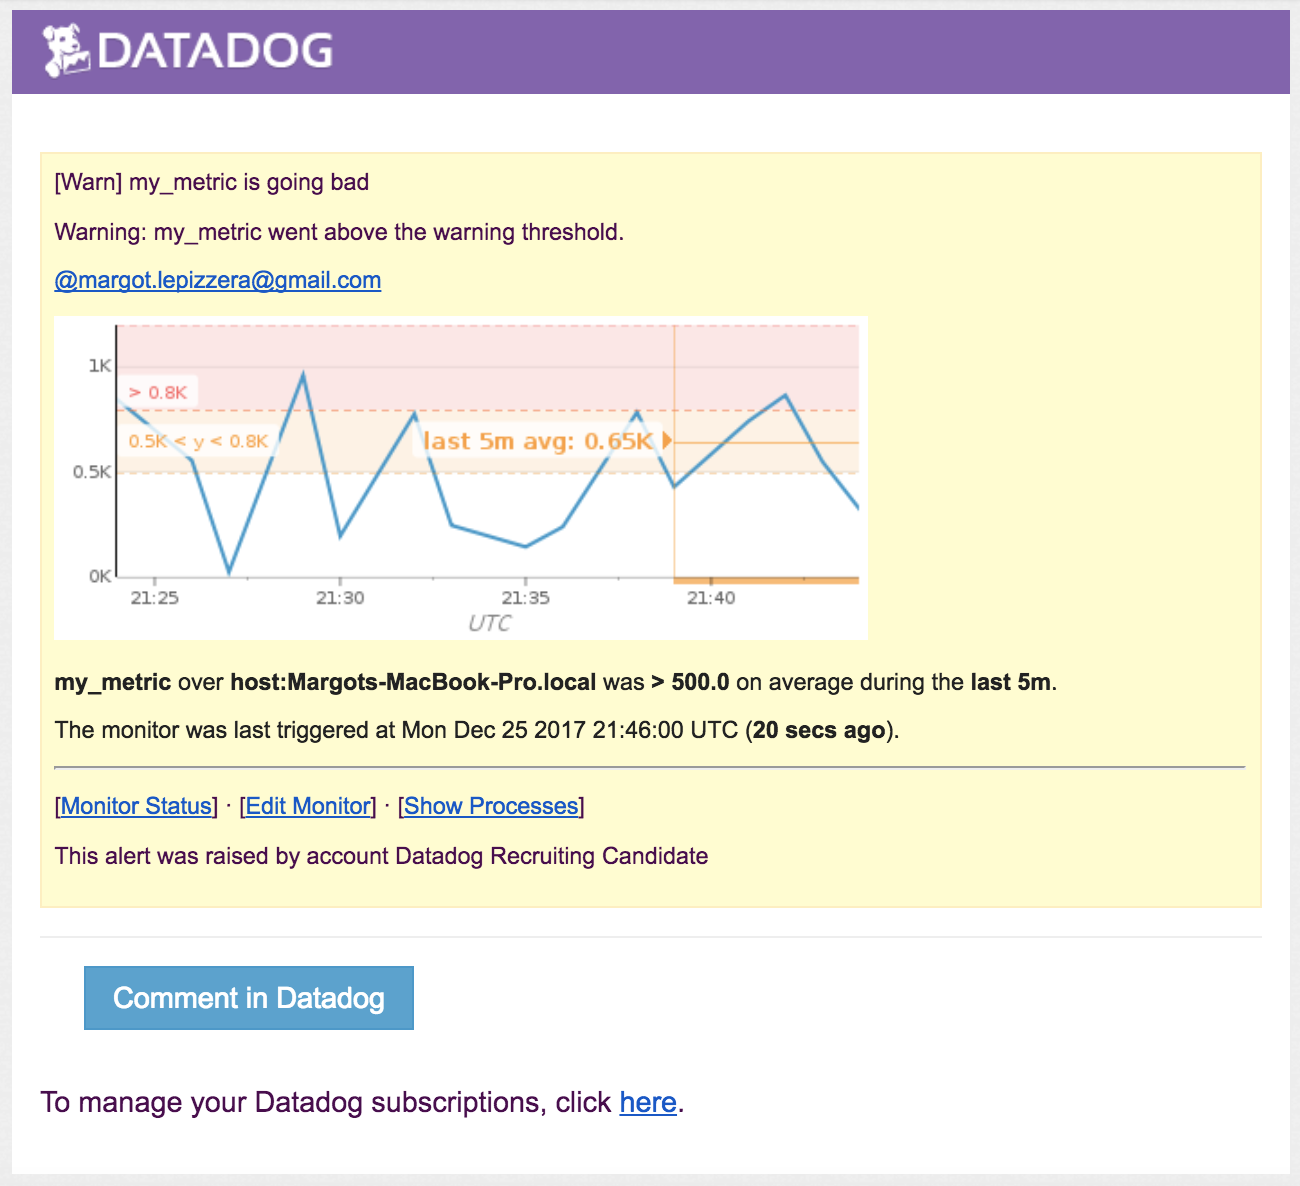 DATADOG
[Warn] my_metric is going bad
Warning: my_metric went above the warning threshold.
@margot.lepizzera@gmail.com
1K
> 0.8K
0.5K < y < 0.8K
last 5m avg: 0.65K
0.5K
0K
21:25 21:30 21:35 21:40
UTC
my_metric over host:Margots-MacBook-Pro.local was > 500.0 on average during the last 5m.
The monitor was last triggered at Mon Dec 25 2017 21:46:00 UTC (20 secs ago).
[Monitor Status] · [Edit Monitor] · [Show Processes]
This alert was raised by account Datadog Recruiting Candidate
Comment in Datadog
To manage your Datadog subscriptions, click here.